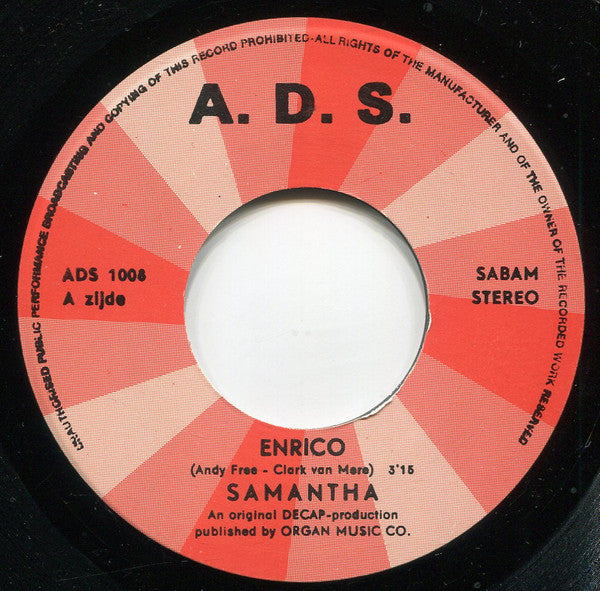 UNAUTHORISED PUBLIC PERFORMANCE BROADCASTING AND COPYING OF THIS RECORD PROHIBITED-ALL RIGHTS OF THE MANUFACTURER AND OF THE OWNER OF THE RECORDED WORK RESERVED
A. D. S.
ADS 1008
A zijde
SABAM
STEREO
ENRICO
(Andy Free - Clark van Mere) 3'15
SAMANTHA
An original DECAP-production
published by ORGAN MUSIC CO.